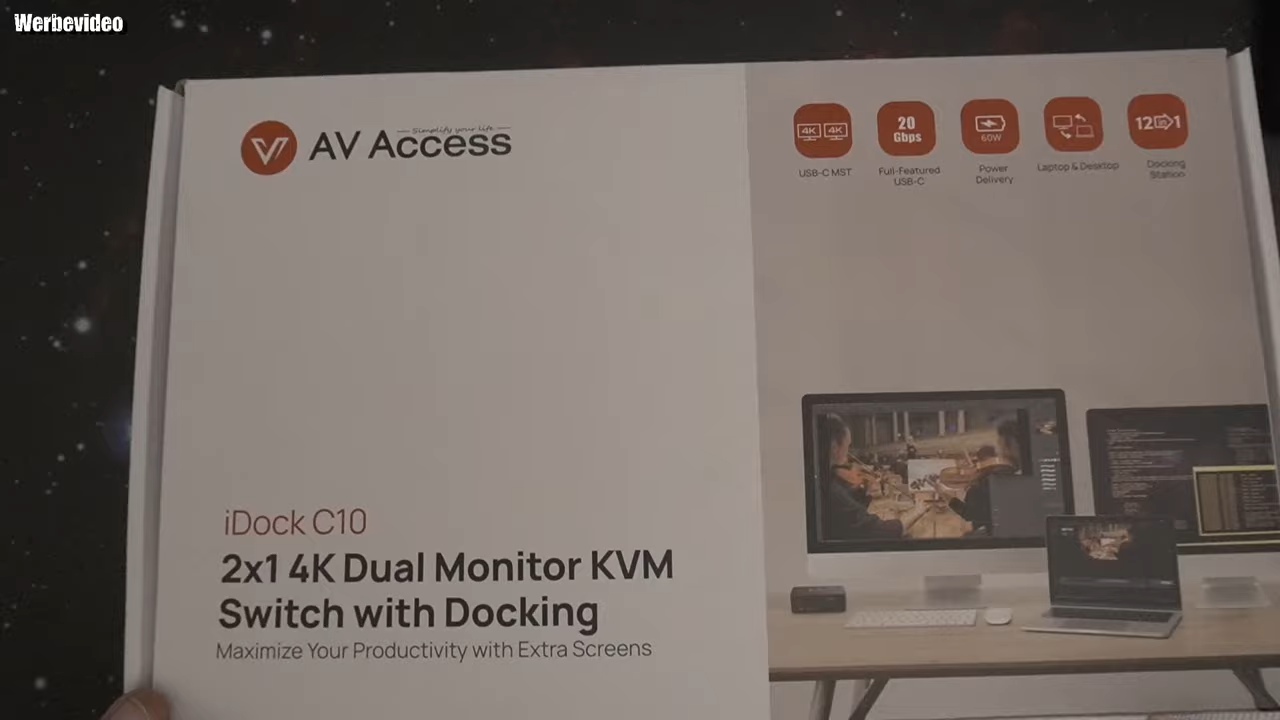 Werbevideo
Simplify your life
AV Access
4K 4K
USB-C MST
20
Gbps
Full-Featured
USB-C
60W
Power
Delivery
Laptop & Desktop
12 1
Docking
Station
iDock C10
2x1 4K Dual Monitor KVM
Switch with Docking
Maximize Your Productivity with Extra Screens